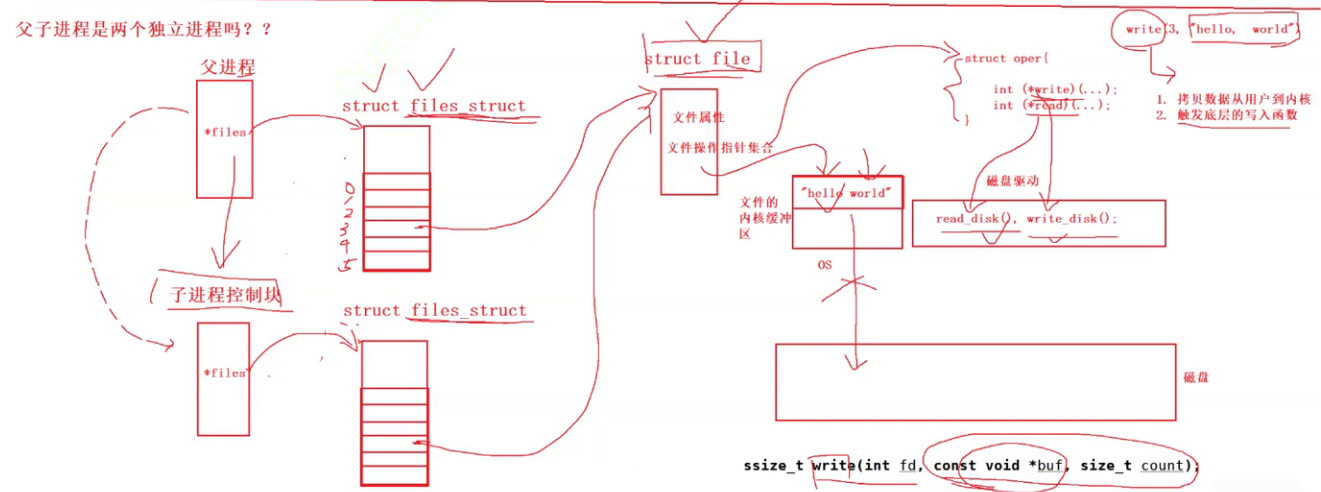 父子进程是两个独立进程吗？？
write(3, "hello, world")
1. 拷贝数据从用户到内核
2. 触发底层的写入函数
父进程
*files
struct files_struct
0
1
2
3
4
5
struct file
文件属性
文件操作指针集合
struct oper{
int (*write)(...);
int (*read)(...);
}
"hello world"
文件的
内核缓冲
区
OS
磁盘驱动
read_disk(), write_disk();
子进程控制块
*files
struct files_struct
磁盘
ssize_t write(int fd, const void *buf, size_t count);